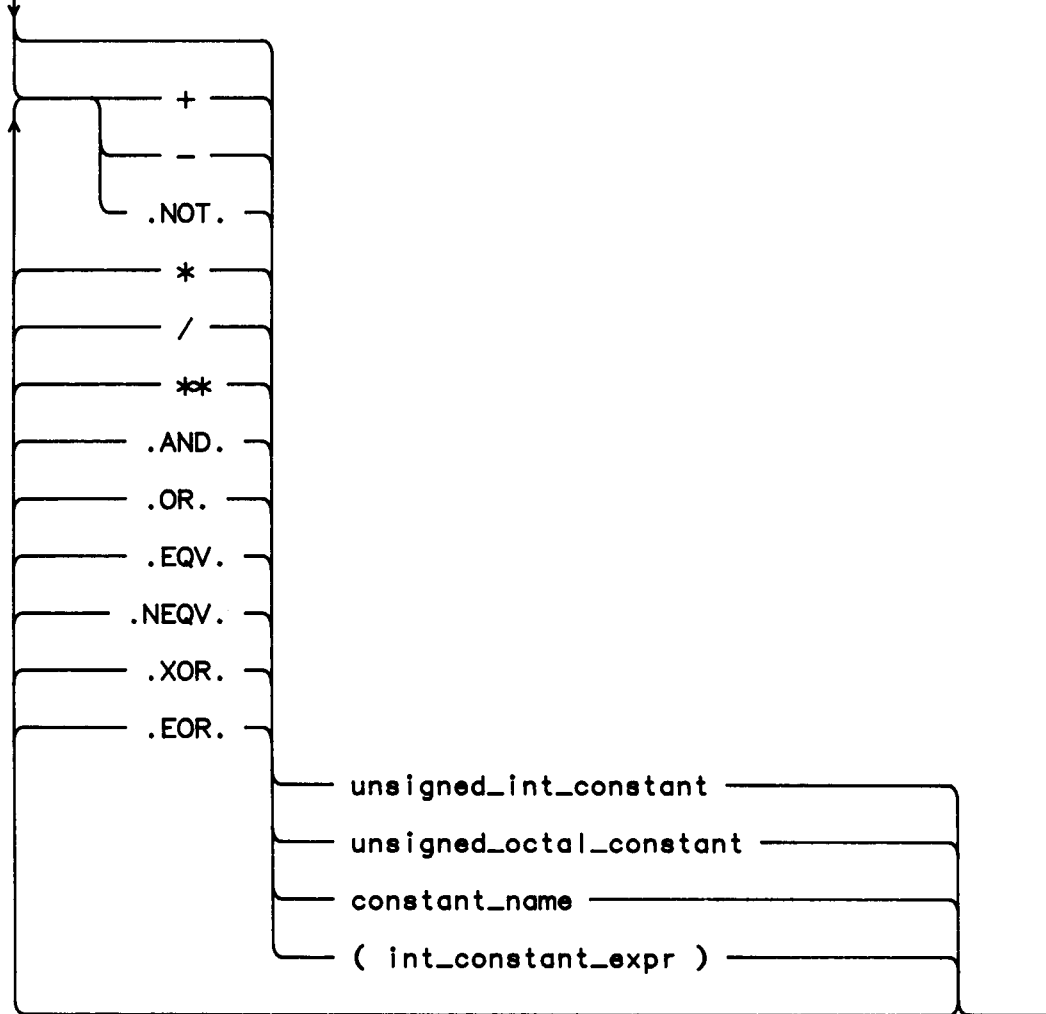 +
-
.NOT.
*
/
**
.AND.
.OR.
.EQV.
.NEQV.
.XOR.
.EOR.
unsigned_int_constant
unsigned_octal_constant
constant_name
( int_constant_expr )